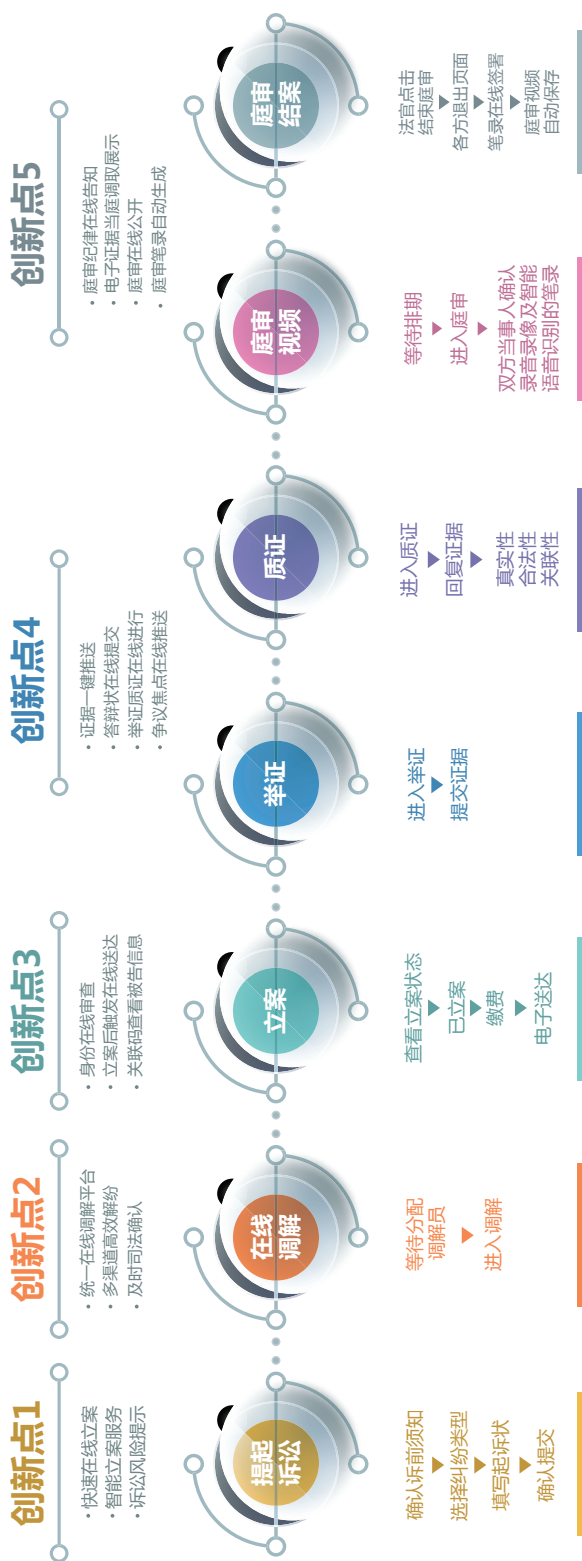 创新点1
· 快速在线立案
· 智能立案服务
· 诉讼风险提示
提起
诉讼
确认诉前须知
选择纠纷类型
填写起诉状
确认提交
创新点2
· 统一在线调解平台
· 多渠道高效解纷
· 及时司法确认
在线
调解
等待分配
调解员
进入调解
创新点3
· 身份在线审查
· 立案后触发在线送达
· 关联码查看被告信息
立案
查看立案状态
已立案
缴费
电子送达
创新点4
· 证据一键推送
· 答辩状在线提交
· 举证质证在线进行
· 争议焦点在线推送
举证
进入举证
提交证据
质证
进入质证
回复证据
真实性
合法性
关联性
创新点5
· 庭审纪律在线告知
· 电子证据当庭调取展示
· 庭审在线公开
· 庭审笔录自动生成
庭审
视频
等待排期
进入庭审
双方当事人确认
录音录像及智能
语音识别的笔录
庭审
结案
法官点击
结束庭审
各方退出页面
笔录在线签署
庭审视频
自动保存